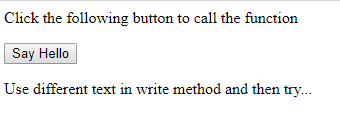 Click the following button to call the function
Say Hello
Use different text in write method and then try...